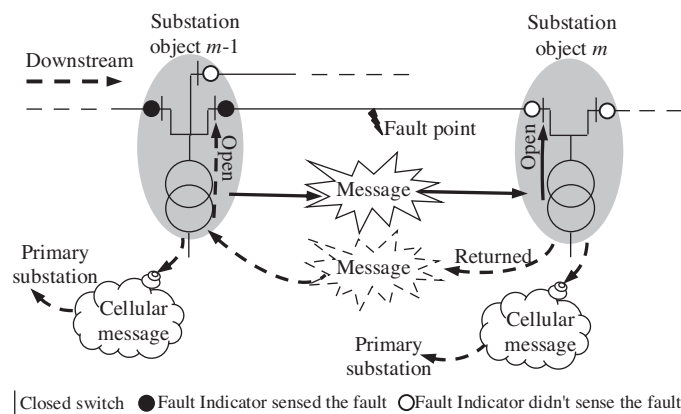 Substation
object m-1
Substation
object m
Downstream
Fault point
Open
Open
Message
Message
Returned
Primary
substation
Cellular
message
Cellular
message
Primary
substation
Closed switch Fault Indicator sensed the fault Fault Indicator didn't sense the fault